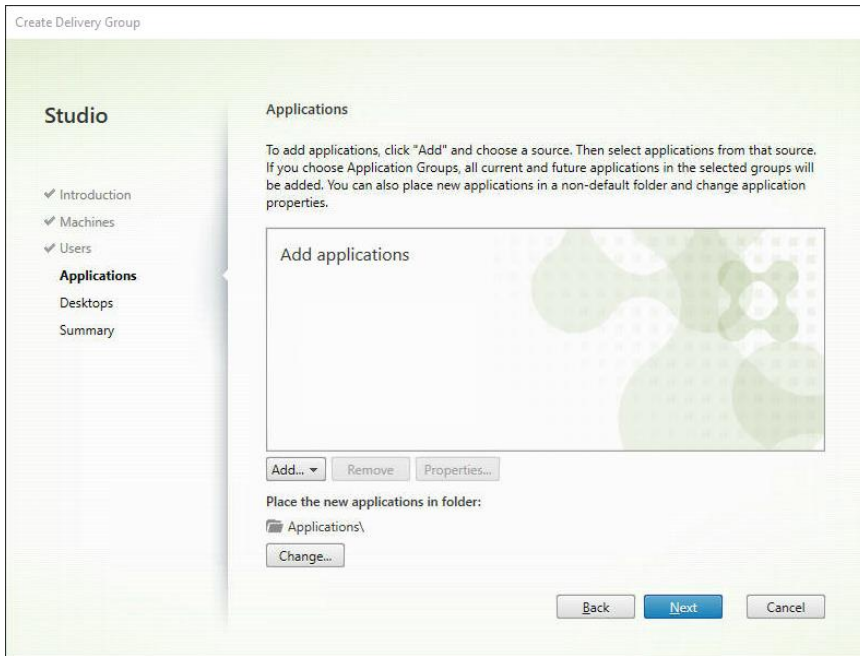 Create Delivery Group
Studio
Introduction
Machines
Users
Applications
Desktops
Summary
Applications
To add applications, click "Add" and choose a source. Then select applications from that source.
If you choose Application Groups, all current and future applications in the selected groups will
be added. You can also place new applications in a non-default folder and change application
properties.
Add applications
Add...
Remove
Properties...
Place the new applications in folder:
Applications\
Change...
Back
Next
Cancel